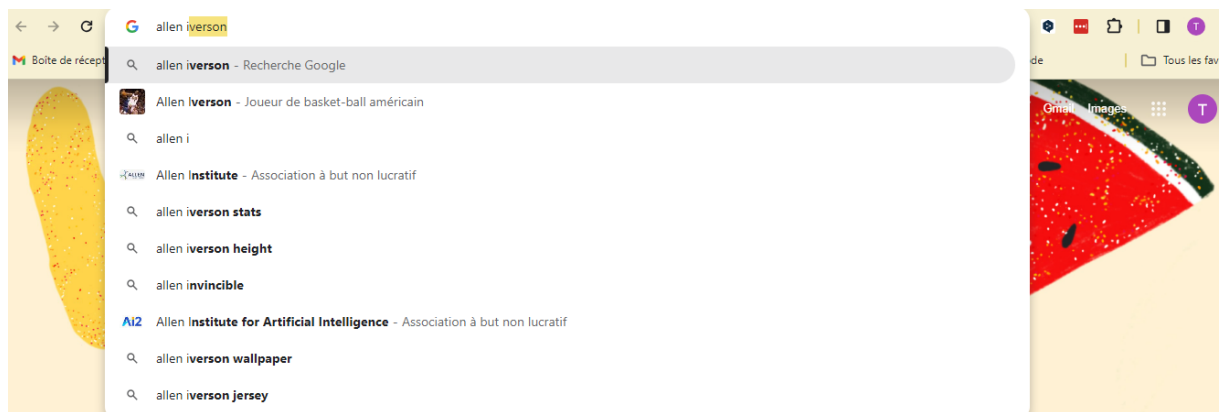 allen iverson
Boîte de récept
de
Tous les fav
allen iverson - Recherche Google
Allen Iverson - Joueur de basket-ball américain
Gmail Images
T
allen i
ALLEN
Allen Institute - Association à but non lucratif
allen iverson stats
allen iverson height
allen invincible
Ai2 Allen Institute for Artificial Intelligence - Association à but non lucratif
allen iverson wallpaper
allen iverson jersey